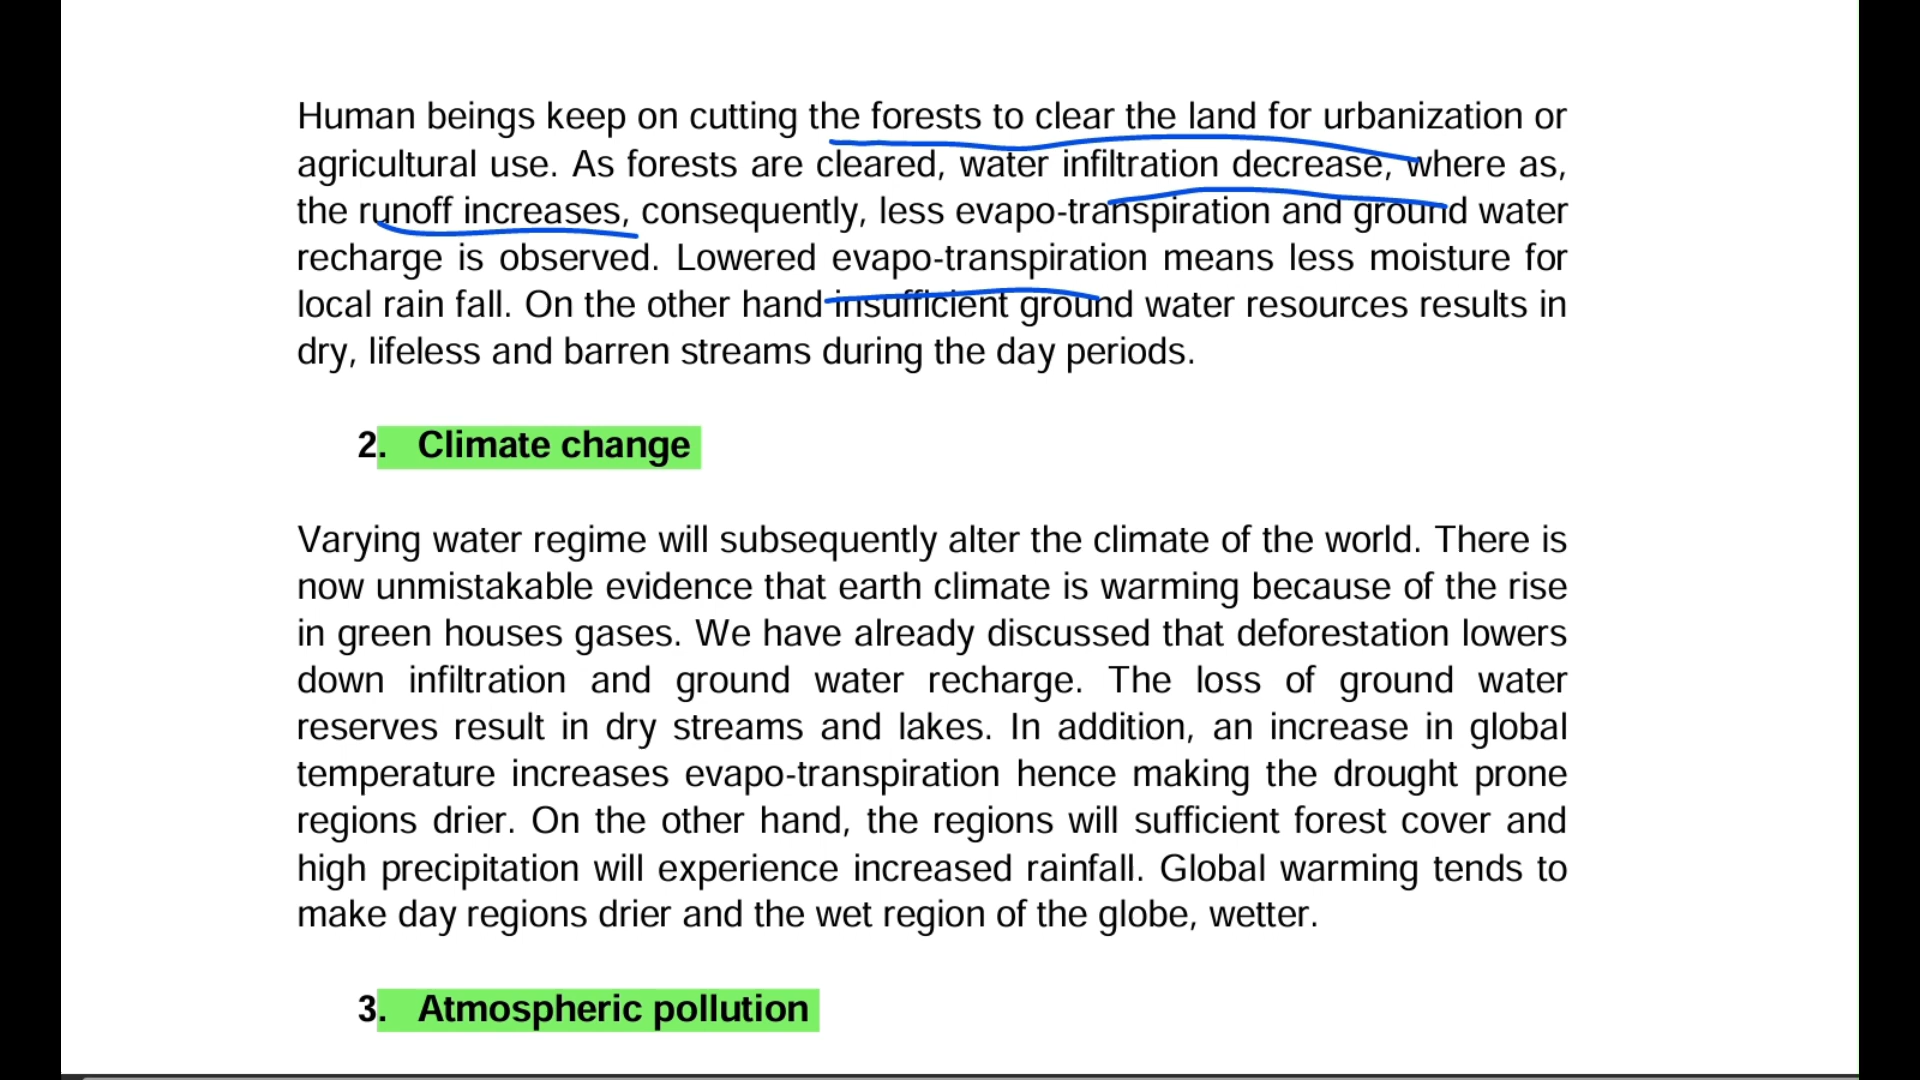 Human beings keep on cutting the forests to clear the land for urbanization or
agricultural use. As forests are cleared, water infiltration decrease, where as,
the runoff increases, consequently, less evapo-transpiration and ground water
recharge is observed. Lowered evapo-transpiration means less moisture for
local rain fall. On the other hand insufficient ground water resources results in
dry, lifeless and barren streams during the day periods.
2. Climate change
Varying water regime will subsequently alter the climate of the world. There is
now unmistakable evidence that earth climate is warming because of the rise
in green houses gases. We have already discussed that deforestation lowers
down infiltration and ground water recharge. The loss of ground water
reserves result in dry streams and lakes. In addition, an increase in global
temperature increases evapo-transpiration hence making the drought prone
regions drier. On the other hand, the regions will sufficient forest cover and
high precipitation will experience increased rainfall. Global warming tends to
make day regions drier and the wet region of the globe, wetter.
3. Atmospheric pollution